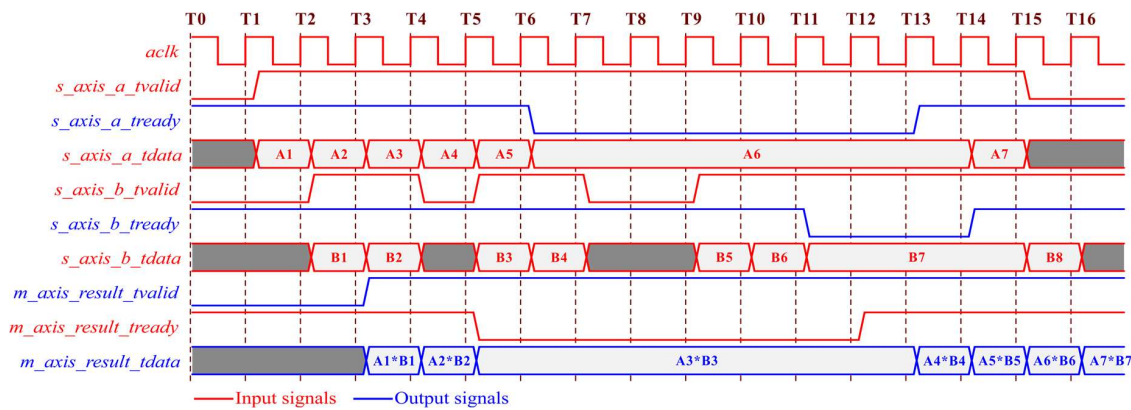 T0 T1 T2 T3 T4 T5 T6 T7 T8 T9 T10 T11 T12 T13 T14 T15 T16
aclk
s_axis_a_tvalid
s_axis_a_tready
s_axis_a_tdata A1 A2 A3 A4 A5 A6 A7
s_axis_b_tvalid
s_axis_b_tready
s_axis_b_tdata B1 B2 B3 B4 B5 B6 B7 B8
m_axis_result_tvalid
m_axis_result_tready
m_axis_result_tdata A1*B1 A2*B2 A3*B3 A4*B4 A5*B5 A6*B6 A7*B7
Input signals Output signals